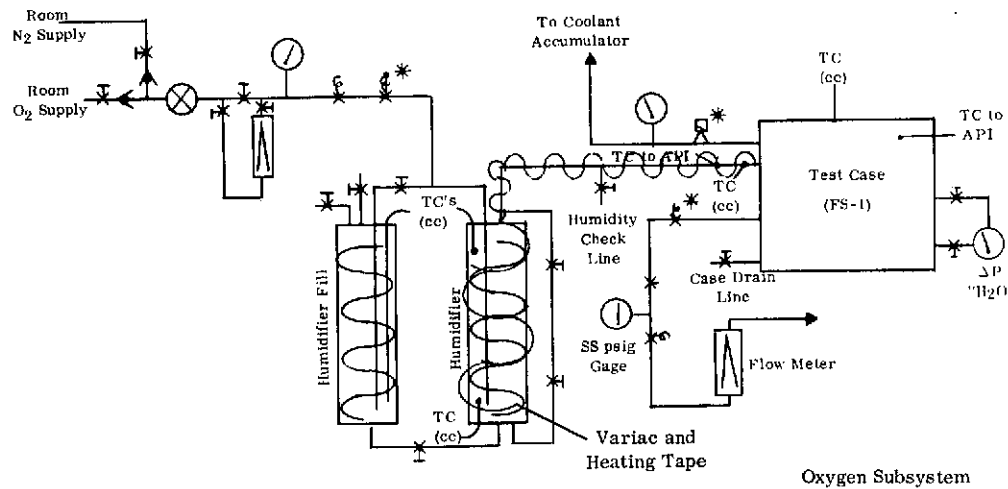 Room
N2 Supply
Room
O2 Supply
To Coolant
Accumulator
*
TC
(cc)
TC to
API
*
TC to API
TC
(cc)
Test Case
(FS-1)
*
TC's
(cc)
Humidity
Check
Line
Case Drain
Line
ΔP
"H2O
Humidifier Fill
Humidifier
SS psig
Gage
Flow Meter
TC
(cc)
Variac and
Heating Tape
Oxygen Subsystem